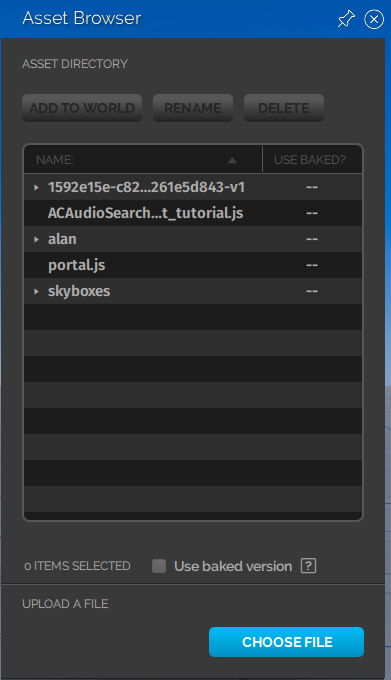 Asset Browser
ASSET DIRECTORY
ADD TO WORLD RENAME DELETE
NAME: USE BAKED?
1592e15e-c82...261e5d843-v1 --
ACAudioSearch...t_tutorial.js --
alan --
portal.js --
skyboxes --
0 ITEMS SELECTED Use baked version ?
UPLOAD A FILE
CHOOSE FILE